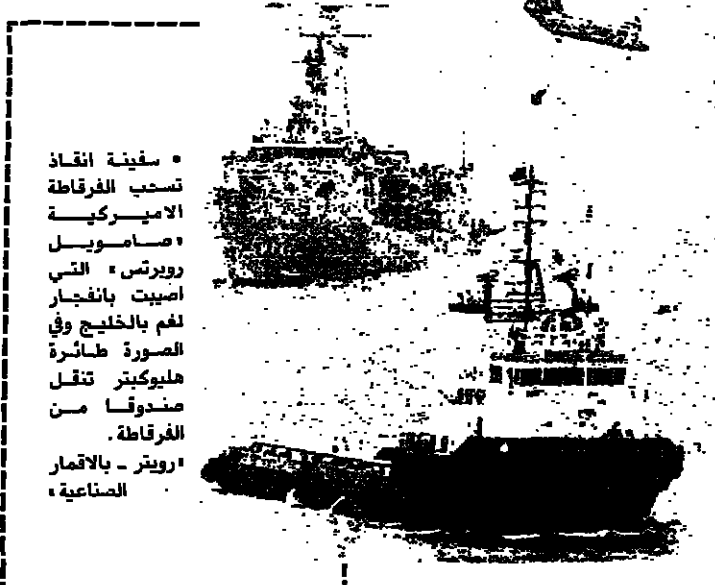 • سفينة انقاذ
تسحب الفرقاطة
الاميركية
«صامويل
روبرتس» التي
اصيبت بانفجار
لغم بالخليج وفي
الصورة طائرة
هليوكبتر تنقل
صندوقا من
الفرقاطة.
«رويتر ـ بالاقمار
الصناعية»